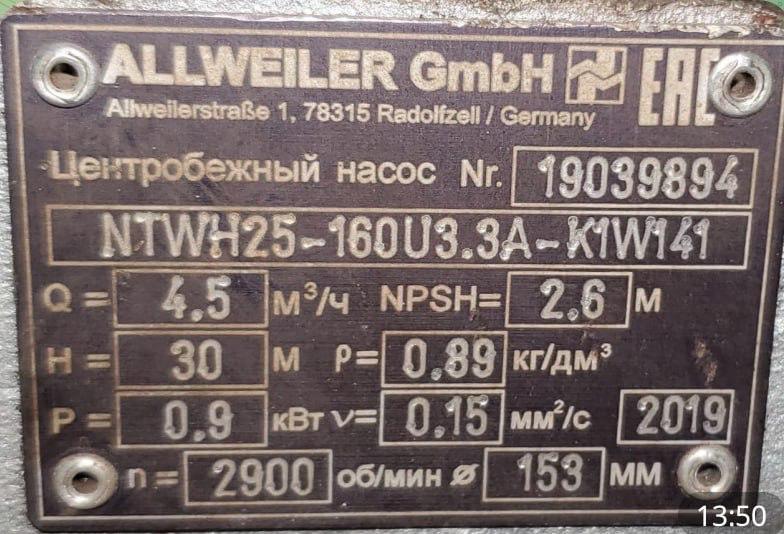 ALLWEILER GmbH EAC
Allweilerstraße 1, 78315 Radolfzell / Germany
Центробежный насос Nr. 19039894
NTWH25-160U3.3A-K1W141
Q = 4.5 м³/ч NPSH= 2.6 м
H = 30 м ρ= 0.89 кг/дм³
P = 0.9 кВт ν= 0.15 мм²/с 2019
n = 2900 об/мин ⌀ 153 мм
13:50